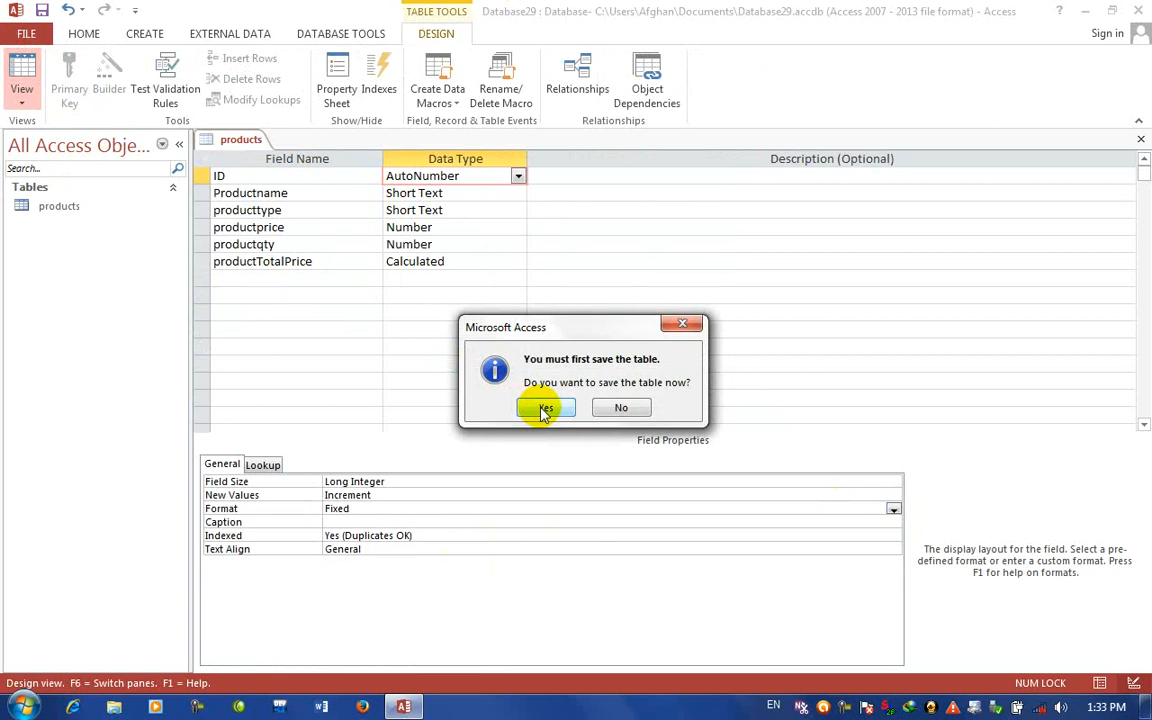 TABLE TOOLS
Database29 : Database- C:\Users\Afghan\Documents\Database29.accdb (Access 2007 - 2013 file format) - Access
FILE HOME CREATE EXTERNAL DATA DATABASE TOOLS DESIGN Sign in
View
Primary Key
Builder
Test Validation Rules
Insert Rows
Delete Rows
Modify Lookups
Property Sheet
Indexes
Create Data Macros
Rename/ Delete Macro
Relationships
Object Dependencies
Views Tools Show/Hide Field, Record & Table Events Relationships
All Access Obje...
Search...
Tables
products
products
Field Name Data Type Description (Optional)
ID AutoNumber
Productname Short Text
producttype Short Text
productprice Number
productqty Number
productTotalPrice Calculated
Microsoft Access
You must first save the table.
Do you want to save the table now?
Yes No
Field Properties
General Lookup
Field Size Long Integer
New Values Increment
Format Fixed
Caption
Indexed Yes (Duplicates OK)
Text Align General
The display layout for the field. Select a pre-
defined format or enter a custom format. Press
F1 for help on formats.
Design view. F6 = Switch panes. F1 = Help. NUM LOCK
EN 1:33 PM